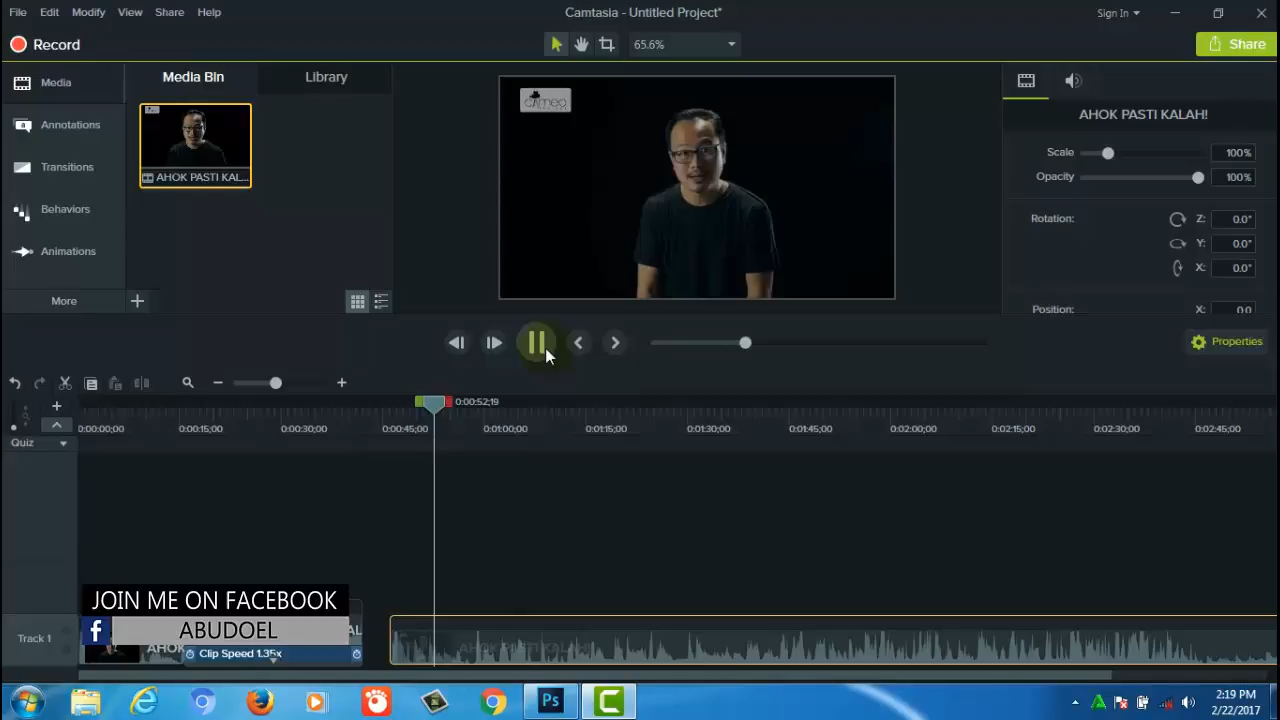 File Edit Modify View Share Help
Camtasia - Untitled Project*
Sign In
Record
65.6%
Share
Media
Annotations
Transitions
Behaviors
Animations
More
Media Bin
Library
AHOK PASTI KAL...
AHOK PASTI KALAH!
Scale 100%
Opacity 100%
Rotation: Z: 0.0°
Y: 0.0°
X: 0.0°
Position: X: 0.0
Properties
0:00:52;19
0:00:00;00 0:00:15;00 0:00:30;00 0:00:45;00 0:01:00;00 0:01:15;00 0:01:30;00 0:01:45;00 0:02:00;00 0:02:15;00 0:02:30;00 0:02:45;00
Quiz
JOIN ME ON FACEBOOK
f ABUDOEL
Track 1
AHOK
Clip Speed 1.35x
AHOK PASTI KALAH!
Ps
2:19 PM
2/22/2017